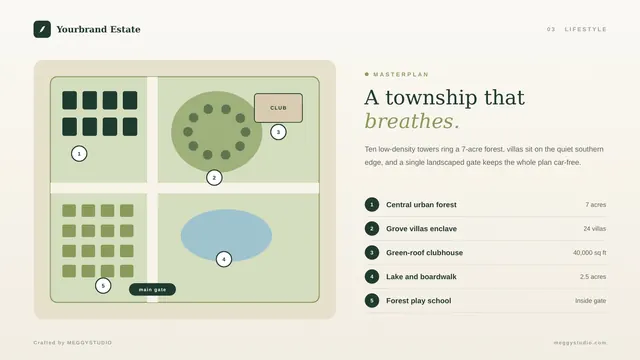 Yourbrand Estate
03 LIFESTYLE
CLUB
1
2
3
4
5
main gate
MASTERPLAN
A township that
breathes.
Ten low-density towers ring a 7-acre forest, villas sit on the quiet southern
edge, and a single landscaped gate keeps the whole plan car-free.
1 Central urban forest 7 acres
2 Grove villas enclave 24 villas
3 Green-roof clubhouse 40,000 sq ft
4 Lake and boardwalk 2.5 acres
5 Forest play school Inside gate
Crafted by MEGGYSTUDIO
meggystudio.com